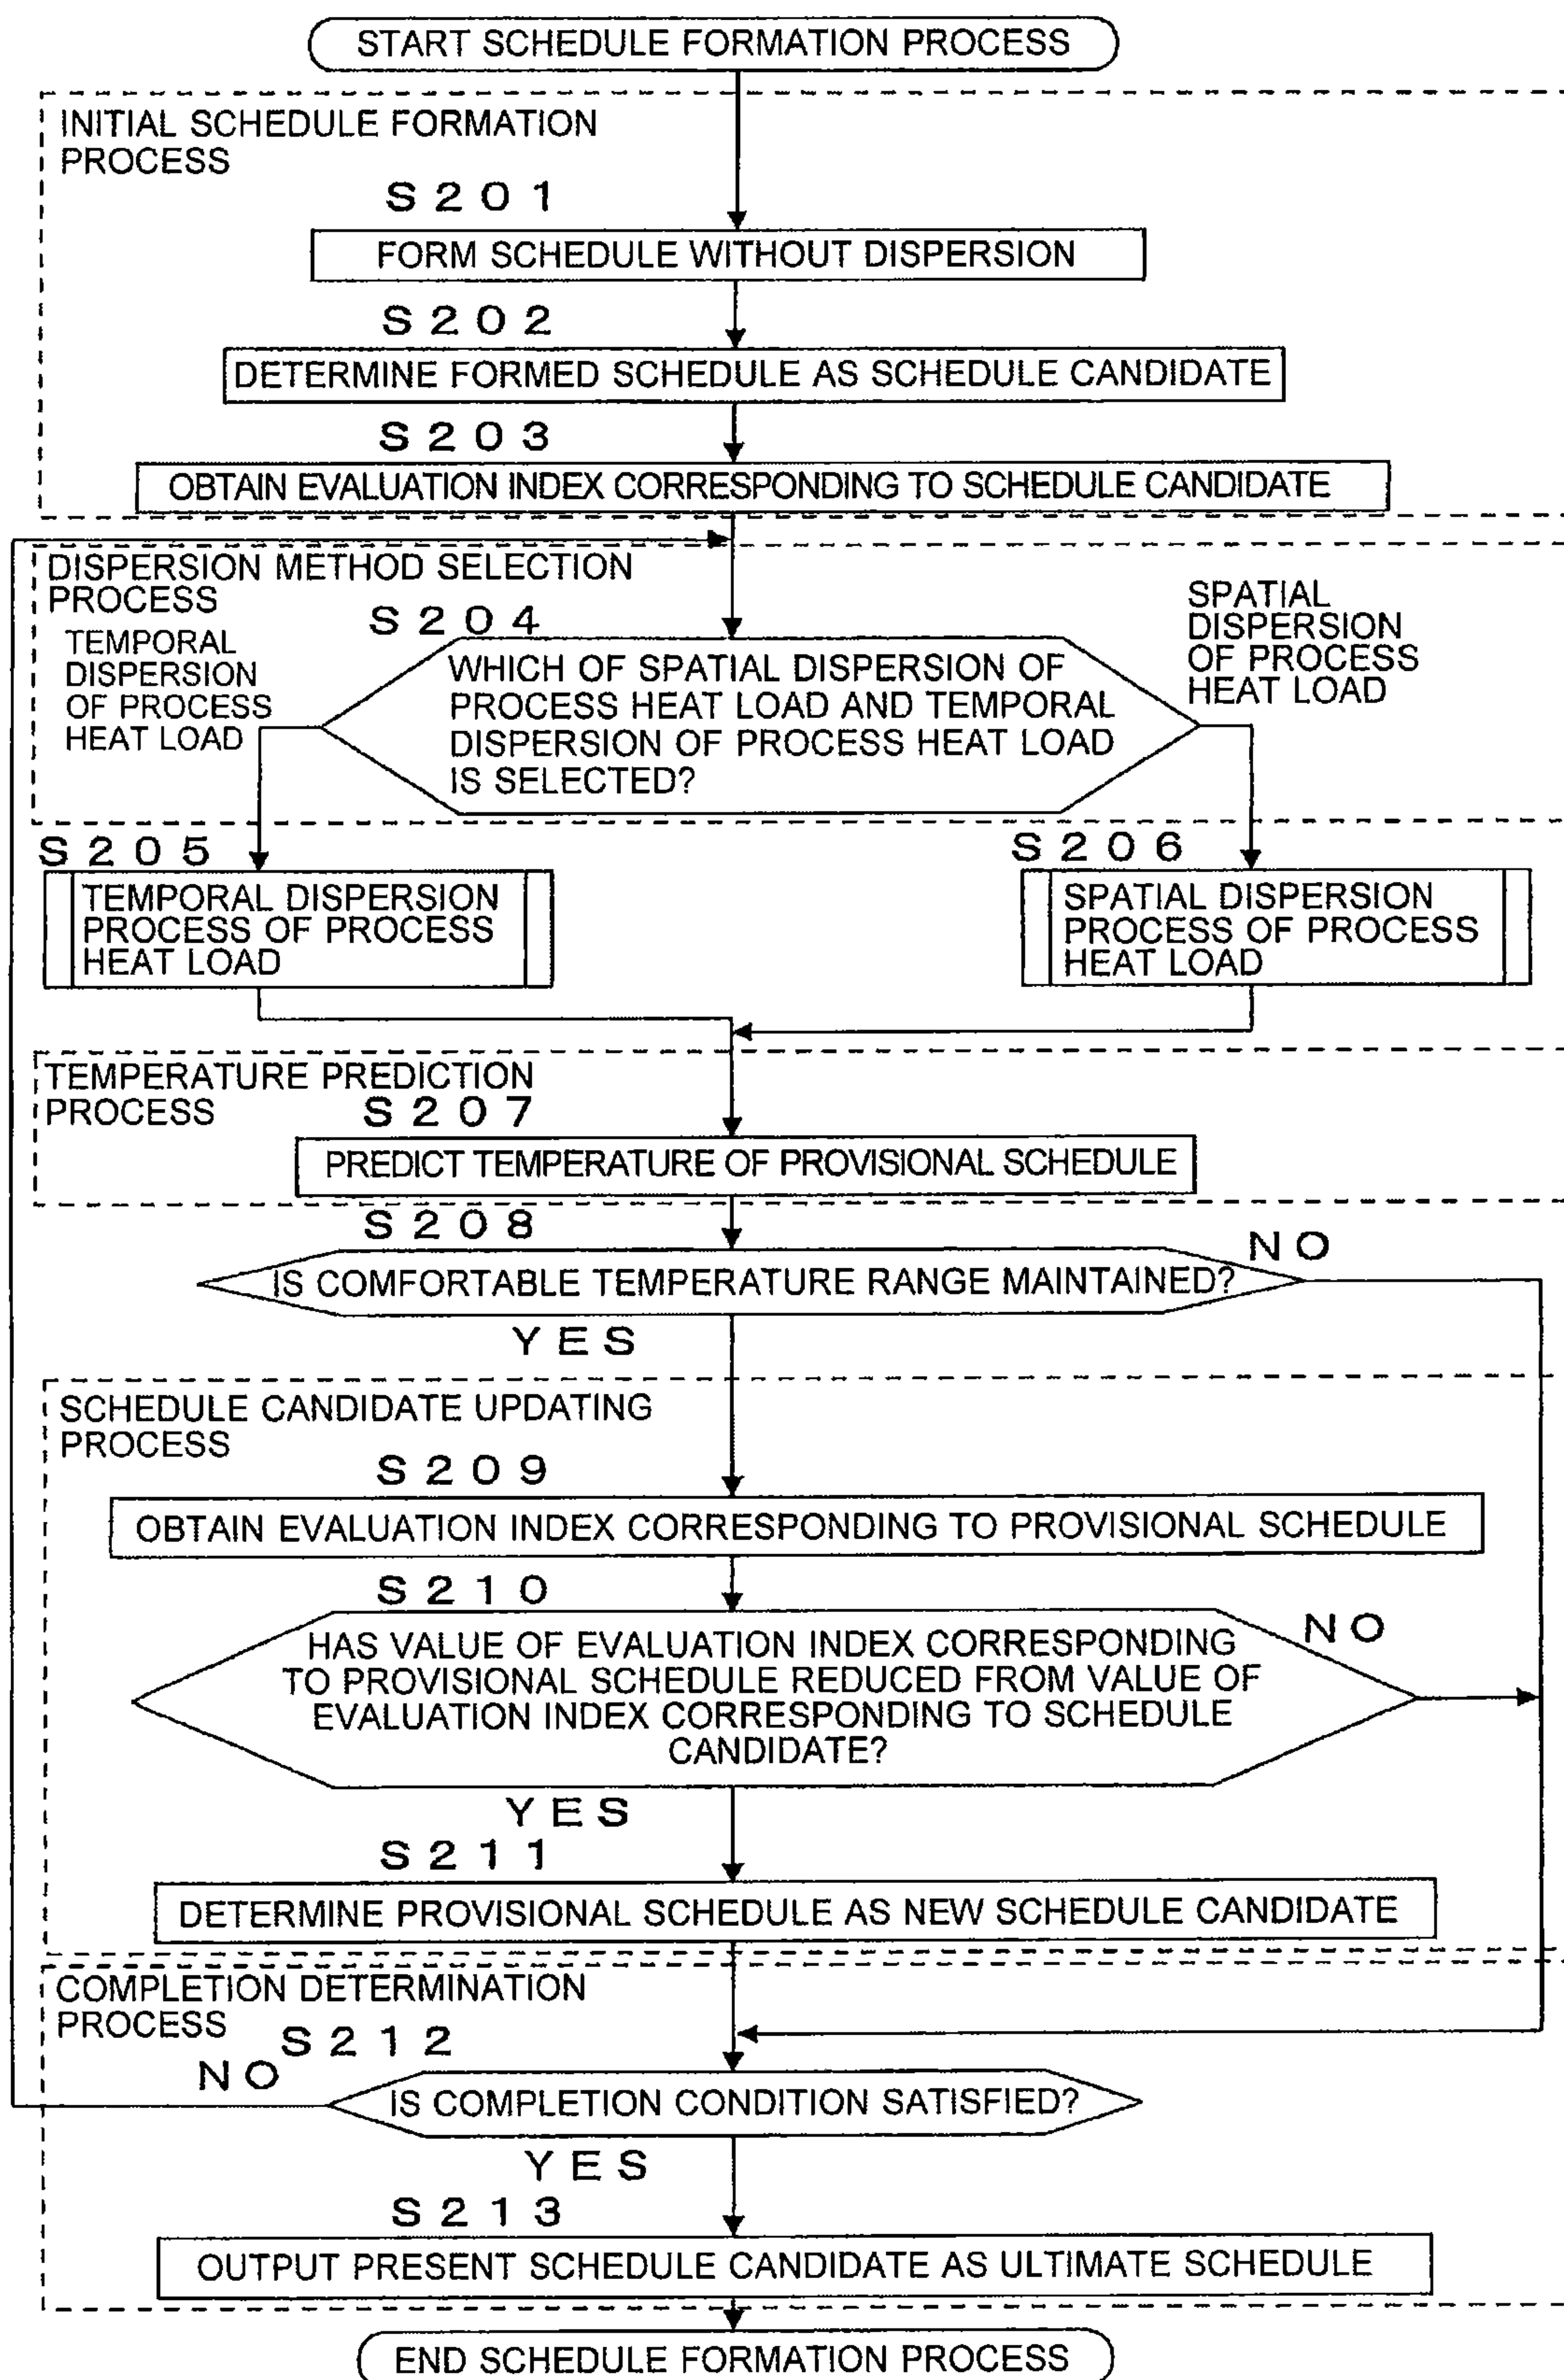 START SCHEDULE FORMATION PROCESS
INITIAL SCHEDULE FORMATION
PROCESS
S201
FORM SCHEDULE WITHOUT DISPERSION
S202
DETERMINE FORMED SCHEDULE AS SCHEDULE CANDIDATE
S203
OBTAIN EVALUATION INDEX CORRESPONDING TO SCHEDULE CANDIDATE
DISPERSION METHOD SELECTION
PROCESS
S204
TEMPORAL
DISPERSION
OF PROCESS
HEAT LOAD
WHICH OF SPATIAL DISPERSION OF
PROCESS HEAT LOAD AND TEMPORAL
DISPERSION OF PROCESS HEAT LOAD
IS SELECTED?
SPATIAL
DISPERSION
OF PROCESS
HEAT LOAD
S205
TEMPORAL DISPERSION
PROCESS OF PROCESS
HEAT LOAD
S206
SPATIAL DISPERSION
PROCESS OF PROCESS
HEAT LOAD
TEMPERATURE PREDICTION
PROCESS
S207
PREDICT TEMPERATURE OF PROVISIONAL SCHEDULE
S208
NO
IS COMFORTABLE TEMPERATURE RANGE MAINTAINED?
YES
SCHEDULE CANDIDATE UPDATING
PROCESS
S209
OBTAIN EVALUATION INDEX CORRESPONDING TO PROVISIONAL SCHEDULE
S210
NO
HAS VALUE OF EVALUATION INDEX CORRESPONDING
TO PROVISIONAL SCHEDULE REDUCED FROM VALUE OF
EVALUATION INDEX CORRESPONDING TO SCHEDULE
CANDIDATE?
YES
S211
DETERMINE PROVISIONAL SCHEDULE AS NEW SCHEDULE CANDIDATE
COMPLETION DETERMINATION
PROCESS
S212
NO
IS COMPLETION CONDITION SATISFIED?
YES
S213
OUTPUT PRESENT SCHEDULE CANDIDATE AS ULTIMATE SCHEDULE
END SCHEDULE FORMATION PROCESS